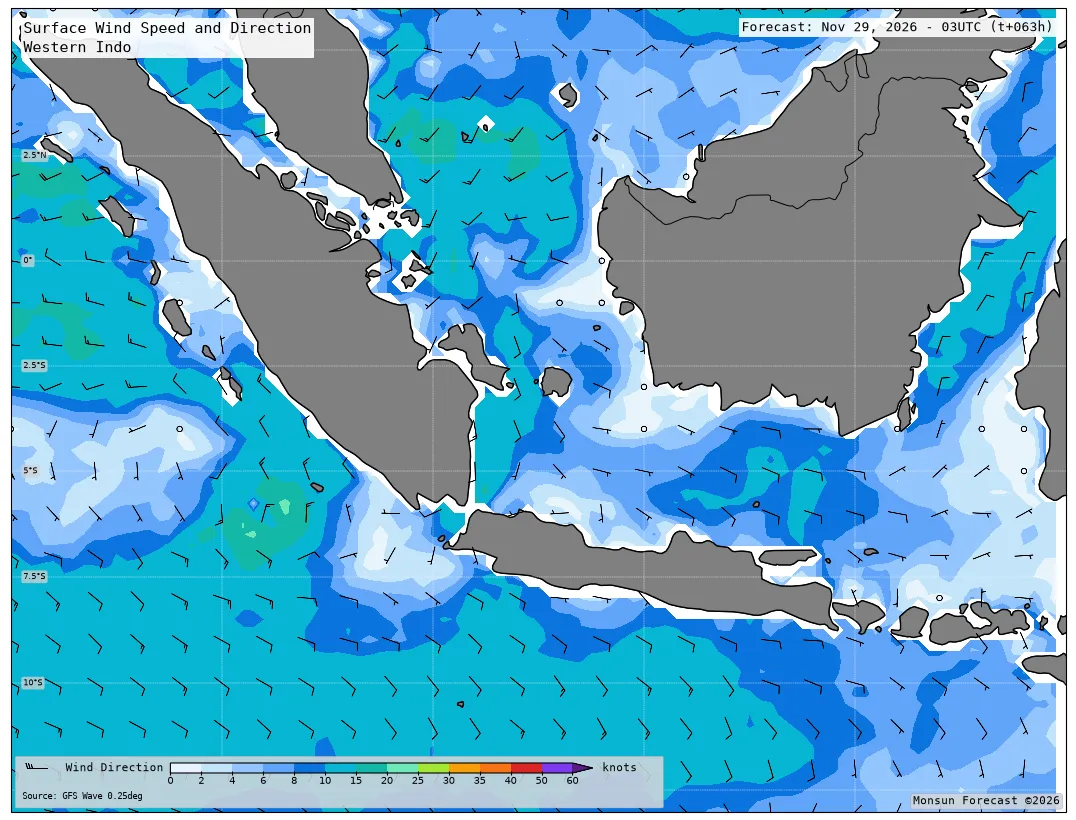 Surface Wind Speed and Direction
Western Indo
Forecast: Nov 29, 2026 - 03UTC (t+063h)
2.5°N
0°
2.5°S
5°S
7.5°S
10°S
Wind Direction
0 2 4 6 8 10 15 20 25 30 35 40 50 60
knots
Source: GFS Wave 0.25deg
Monsun Forecast ©2026